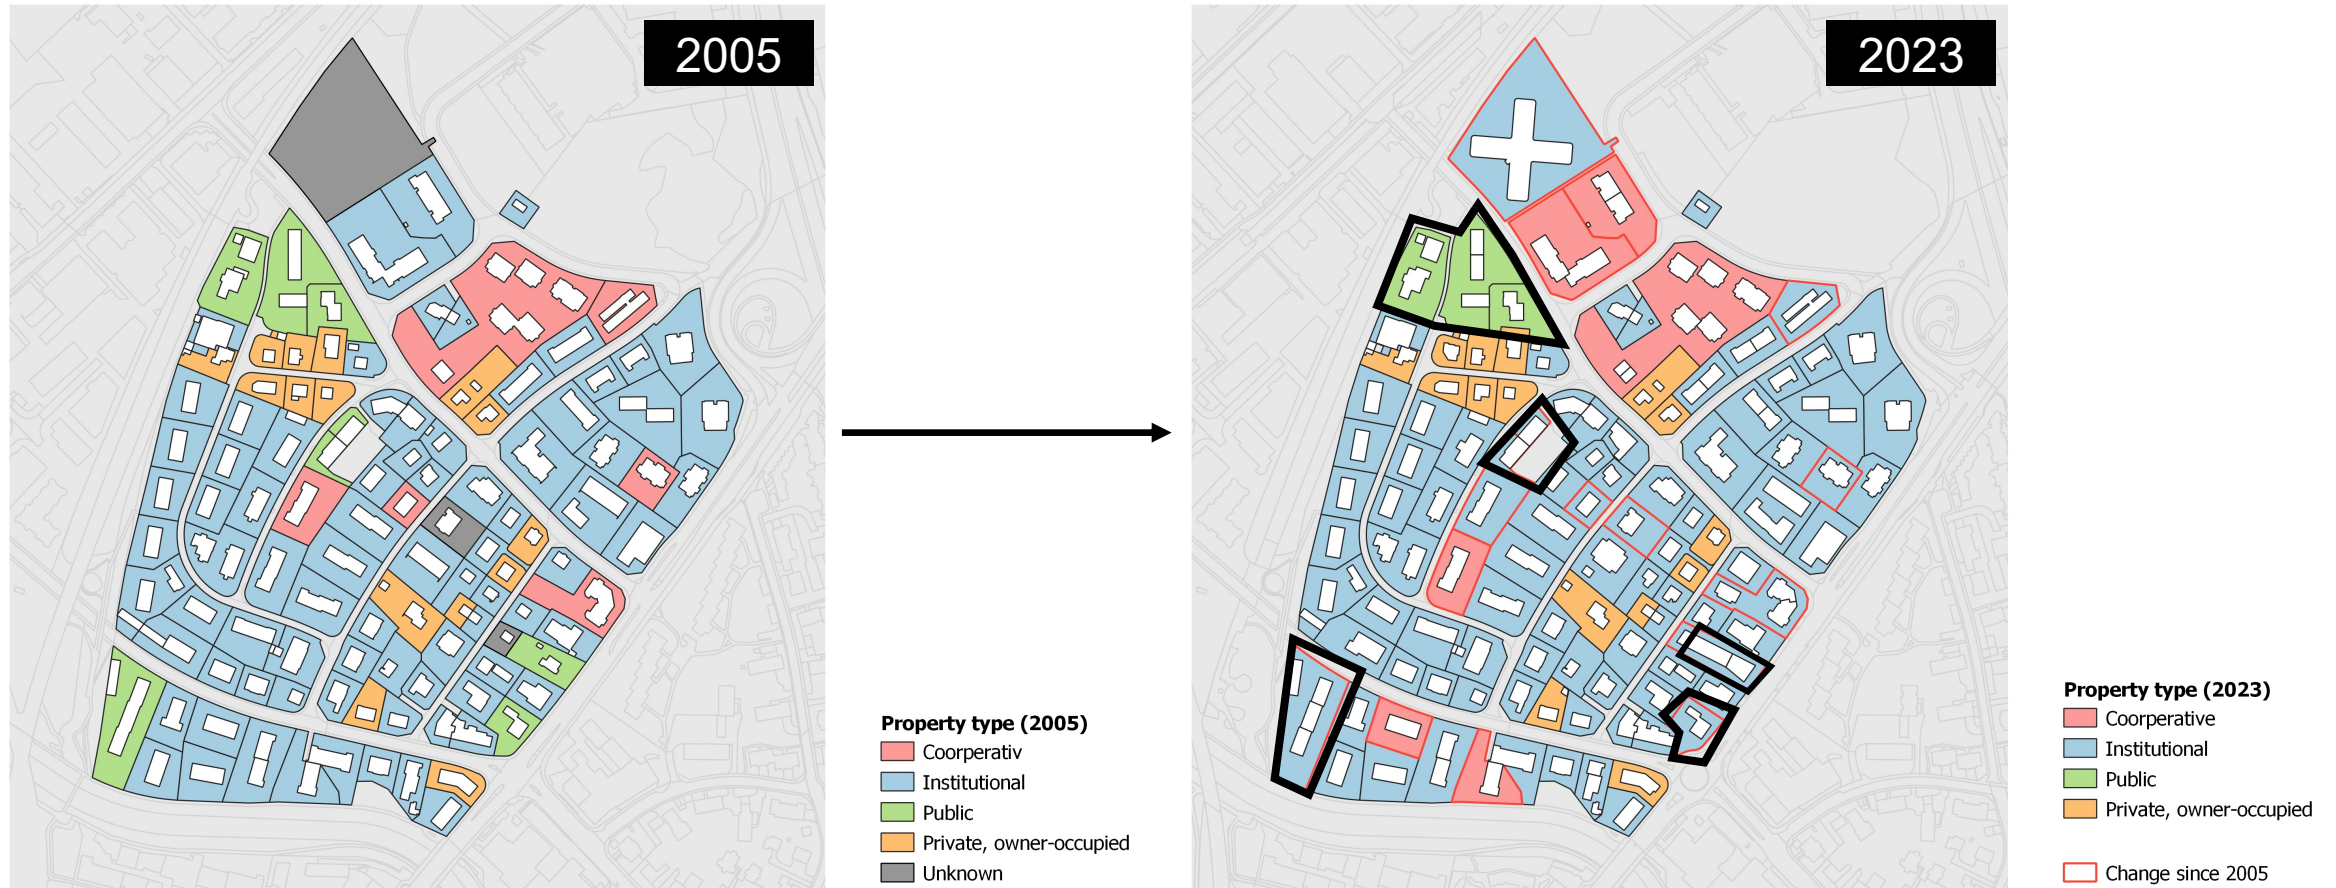 2005
2023
Property type (2005)
Coorperativ
Institutional
Public
Private, owner-occupied
Unknown
Property type (2023)
Coorperative
Institutional
Public
Private, owner-occupied
Change since 2005